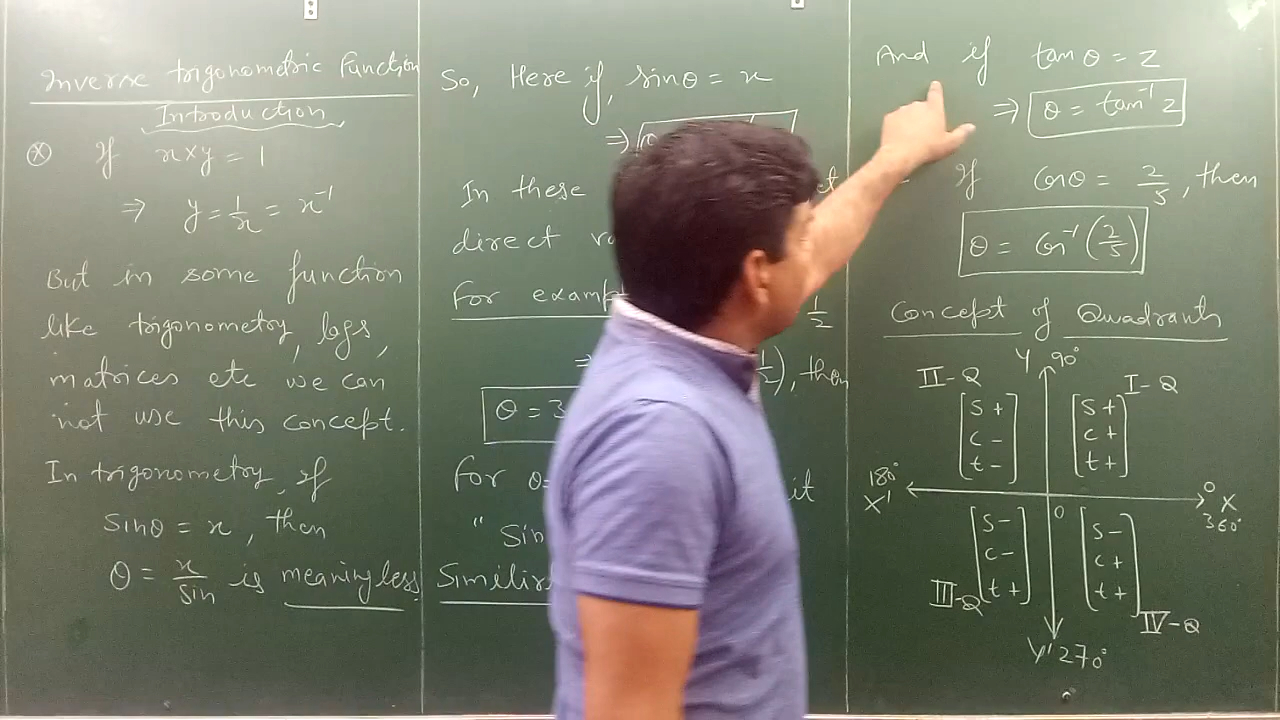 Inverse trigonometric Function
Introduction
⊗ If x×y = 1
⇒ y = 1/x = x⁻¹
But in some function
like trigonometry, logs,
matrices etc we can
not use this concept.
In trigonometry, if
sinθ = x, then
θ = x/sin is meaningless
So, Here if, sinθ = x
⇒
In these
direct
For
⇒ , then
θ = 3
For θ= it
" Sin
And if tanθ = z
⇒ θ = tan⁻¹ z
If cosθ = 2/5, then
θ = cos⁻¹ (2/5)
Concept of Quadrants
Y 90°
II-Q I-Q
S + S +
C - C +
t - t +
180° 0°
X' O X
360°
S - S -
C - C +
t + t +
III-Q IV-Q
Y' 270°